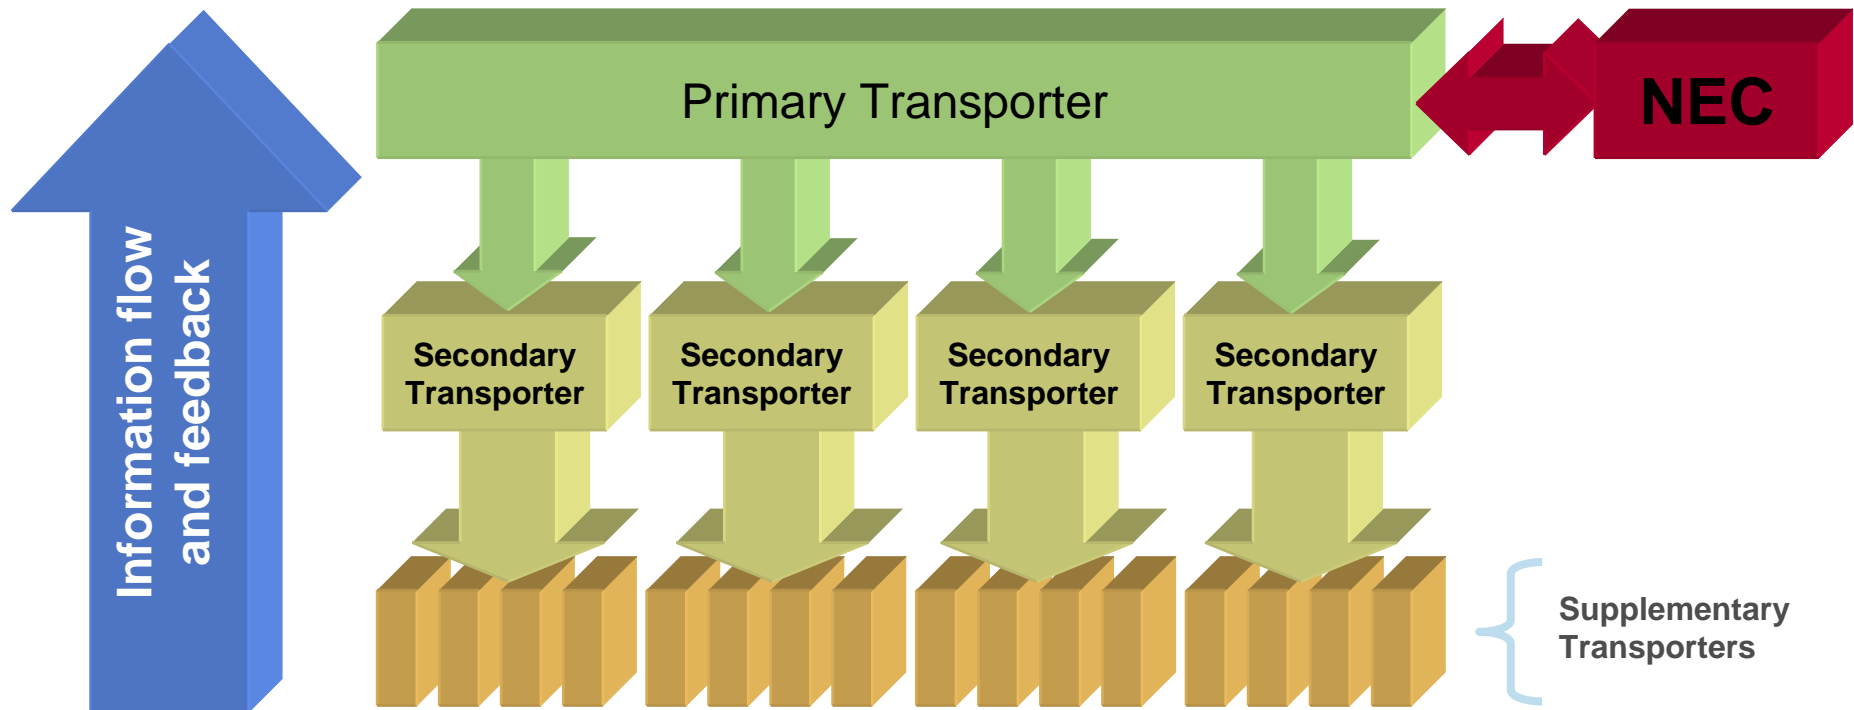 Primary Transporter
NEC
Information flow
and feedback
Secondary
Transporter
Secondary
Transporter
Secondary
Transporter
Secondary
Transporter
Supplementary
Transporters